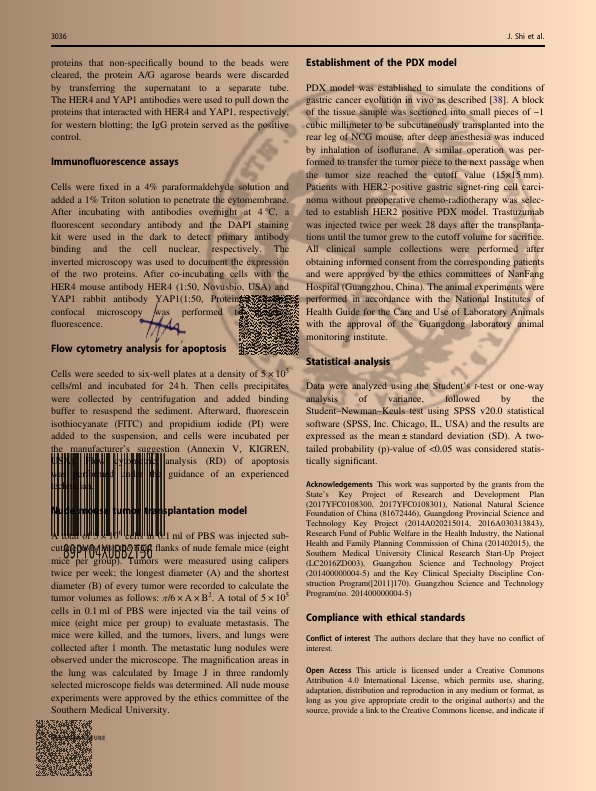 3036
J. Shi et al.
proteins that non-specifically bound to the beads were
cleared, the protein A/G agarose beards were discarded
by transferring the supernatant to a separate tube.
The HER4 and YAP1 antibodies were used to pull down the
proteins that interacted with HER4 and YAP1, respectively,
for western blotting; the IgG protein served as the positive
control.
Immunofluorescence assays
Cells were fixed in a 4% paraformaldehyde solution and
added a 1% Triton solution to penetrate the cytomembrane.
After incubating with antibodies overnight at 4 °C, a
fluorescent secondary antibody and the DAPI staining
kit were used in the dark to detect primary antibody
binding and the cell nuclear, respectively. The
inverted microscopy was used to document the expression
of the two proteins. After co-incubating cells with the
HER4 mouse antibody HER4 (1:50, Novusbio, USA) and
YAP1 rabbit antibody YAP1(1:50,
confocal microscopy was performed
fluorescence.
Flow cytometry analysis for apoptosis
Cells were seeded to six-well plates at a density of 5 × 10⁵
cells/ml and incubated for 24 h. Then cells precipitates
were collected by centrifugation and added binding
buffer to resuspend the sediment. Afterward, fluorescein
isothiocyanate (FITC) and propidium iodide (PI) were
added to the suspension, and cells were incubated per
the manufacturer's suggestion (Annexin V, KIGREN,
analysis (RD) of apoptosis
guidance of an experienced
Nude mouse tumor transplantation model
A total of 5 × 10⁵ cells in 0.1 ml of PBS was injected sub-
flanks of nude female mice (eight
mice per group). Tumors were measured using calipers
twice per week; the longest diameter (A) and the shortest
diameter (B) of every tumor were recorded to calculate the
tumor volumes as follows: π/6 × A × B². A total of 5 × 10⁵
cells in 0.1 ml of PBS were injected via the tail veins of
mice (eight mice per group) to evaluate metastasis. The
mice were killed, and the tumors, livers, and lungs were
collected after 1 month. The metastatic lung nodules were
observed under the microscope. The magnification areas in
the lung was calculated by Image J in three randomly
selected microscope fields was determined. All nude mouse
experiments were approved by the ethics committee of the
Southern Medical University.
Establishment of the PDX model
PDX model was established to simulate the conditions of
gastric cancer evolution in vivo as described [38]. A block
of the tissue sample was sectioned into small pieces of ~1
cubic millimeter to be subcutaneously transplanted into the
rear leg of NCG mouse, after deep anesthesia was induced
by inhalation of isoflurane. A similar operation was per-
formed to transfer the tumor piece to the next passage when
the tumor size reached the cutoff value (15×15 mm).
Patients with HER2-positive gastric signet-ring cell carci-
noma without preoperative chemo-radiotherapy was selec-
ted to establish HER2 positive PDX model. Trastuzumab
was injected twice per week 28 days after the transplanta-
tions until the tumor grew to the cutoff volume for sacrifice.
All clinical sample collections were performed after
obtaining informed consent from the corresponding patients
and were approved by the ethics committees of NanFang
Hospital (Guangzhou, China). The animal experiments were
performed in accordance with the National Institutes of
Health Guide for the Care and Use of Laboratory Animals
with the approval of the Guangdong laboratory animal
monitoring institute.
Statistical analysis
Data were analyzed using the Student's t-test or one-way
analysis of variance, followed by the
Student–Newman–Keuls test using SPSS v20.0 statistical
software (SPSS, Inc. Chicago, IL, USA) and the results are
expressed as the mean ± standard deviation (SD). A two-
tailed probability (p)-value of <0.05 was considered statis-
tically significant.
Acknowledgements This work was supported by the grants from the
State's Key Project of Research and Development Plan
(2017YFC0108300, 2017YFC0108301), National Natural Science
Foundation of China (81672446), Guangdong Provincial Science and
Technology Key Project (2014A020215014, 2016A030313843),
Research Fund of Public Welfare in the Health Industry, the National
Health and Family Planning Commission of China (201402015), the
Southern Medical University Clinical Research Start-Up Project
(LC2016ZD003), Guangzhou Science and Technology Project
(201400000004-5) and the Key Clinical Specialty Discipline Con-
struction Program([2011]170). Guangzhou Science and Technology
Program(no. 201400000004-5)
Compliance with ethical standards
Conflict of interest The authors declare that they have no conflict of
interest.
Open Access This article is licensed under a Creative Commons
Attribution 4.0 International License, which permits use, sharing,
adaptation, distribution and reproduction in any medium or format, as
long as you give appropriate credit to the original author(s) and the
source, provide a link to the Creative Commons license, and indicate if